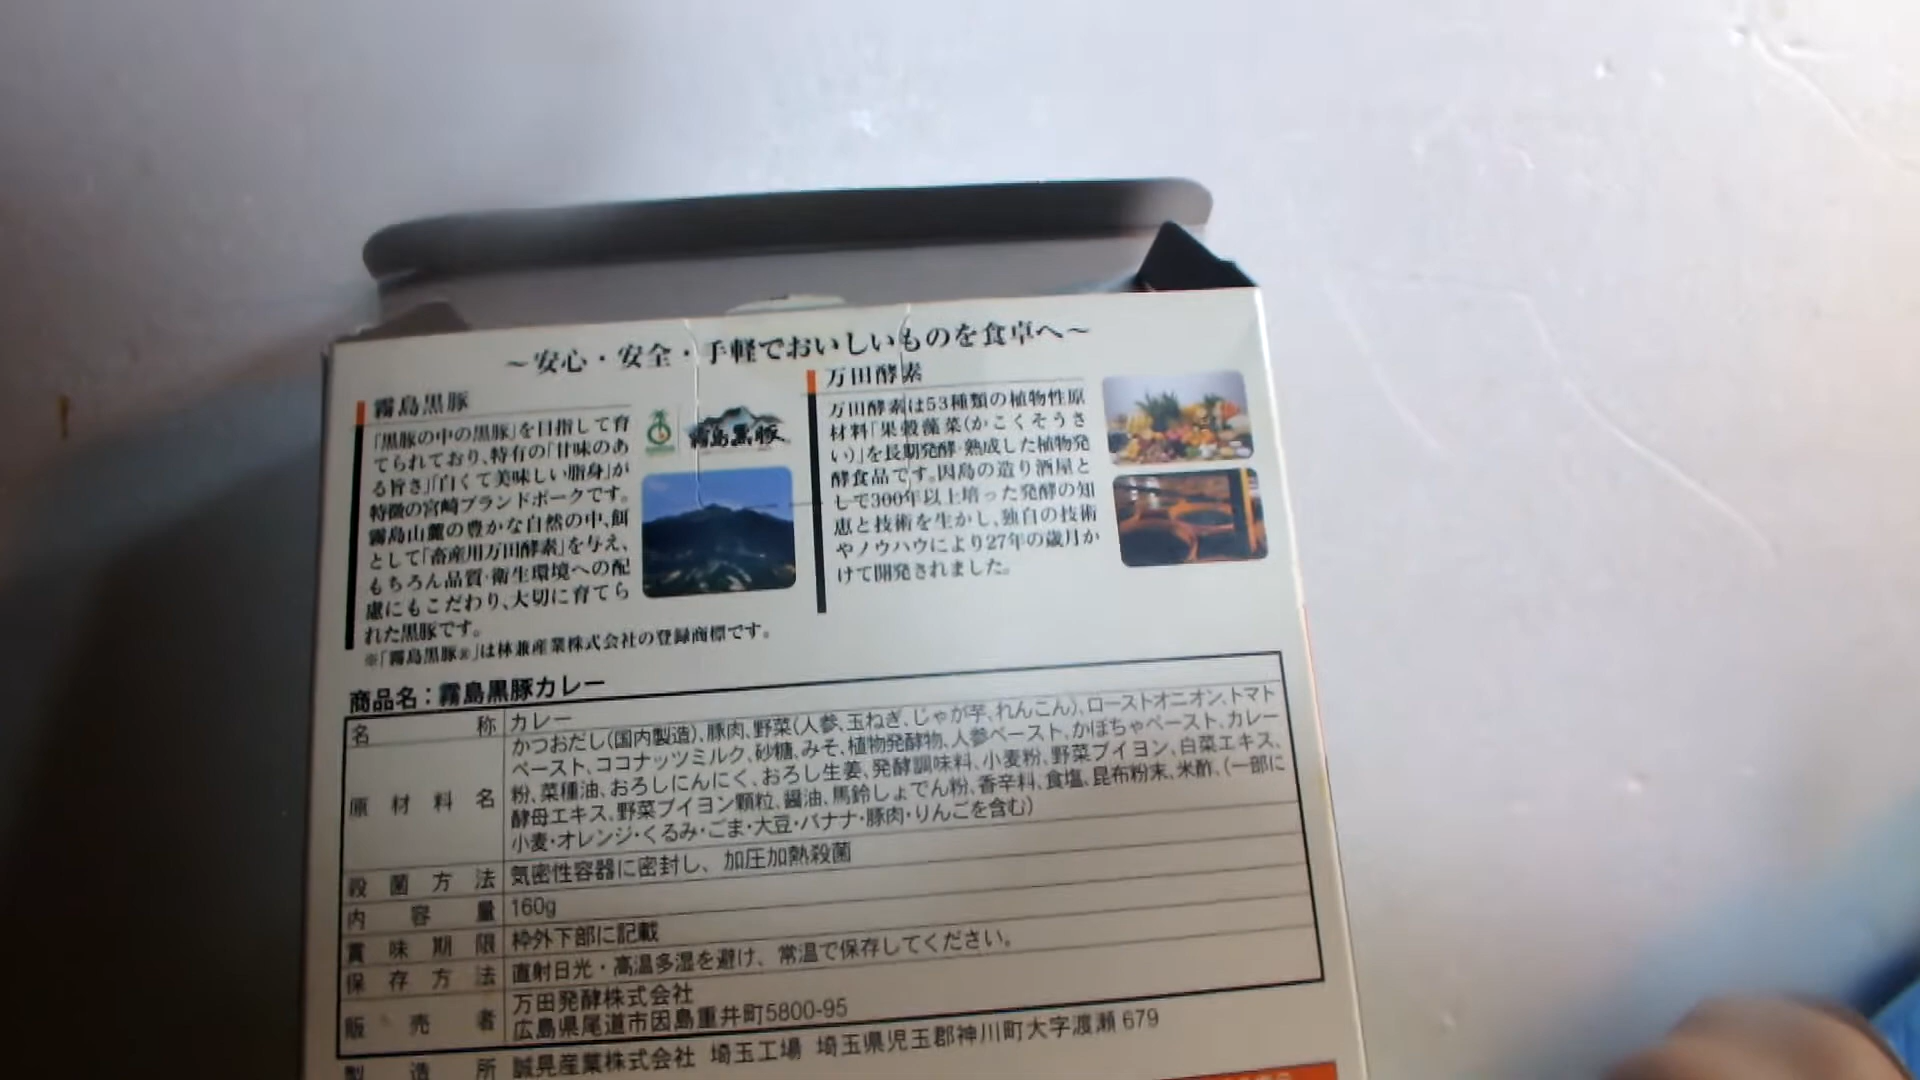 ～安心・安全・手軽でおいしいものを食卓へ～
霧島黒豚
「黒豚の中の黒豚」を目指して育
てられており、特有の「甘味のあ
る旨さ」「白くて美味しい脂身」が
特徴の宮崎ブランドポークです。
霧島山麓の豊かな自然の中、餌
として「畜産用万田酵素」を与え、
もちろん品質・衛生環境への配
慮にもこだわり、大切に育てら
れた黒豚です。
霧島黒豚
※「霧島黒豚®」は林兼産業株式会社の登録商標です。
万田酵素
万田酵素は53種類の植物性原
材料「果穀藻菜(かこくそうさ
い)」を長期発酵・熟成した植物発
酵食品です。因島の造り酒屋と
して300年以上培った発酵の知
恵と技術を生かし、独自の技術
やノウハウにより27年の歳月か
けて開発されました。
商品名：霧島黒豚カレー
名称 カレー
原材料名 かつおだし(国内製造)、豚肉、野菜(人参、玉ねぎ、じゃが芋、れんこん)、ローストオニオン、トマト
ペースト、ココナッツミルク、砂糖、みそ、植物発酵物、人参ペースト、かぼちゃペースト、カレー
粉、菜種油、おろしにんにく、おろし生姜、発酵調味料、小麦粉、野菜ブイヨン、白菜エキス、
酵母エキス、野菜ブイヨン顆粒、醤油、馬鈴しょでん粉、香辛料、食塩、昆布粉末、米酢、(一部に
小麦・オレンジ・くるみ・ごま・大豆・バナナ・豚肉・りんごを含む)
殺菌方法 気密性容器に密封し、加圧加熱殺菌
内容量 160g
賞味期限 枠外下部に記載
保存方法 直射日光・高温多湿を避け、常温で保存してください。
販売者 万田発酵株式会社
広島県尾道市因島重井町5800-95
製造所 誠晃産業株式会社 埼玉工場 埼玉県児玉郡神川町大字渡瀬 679